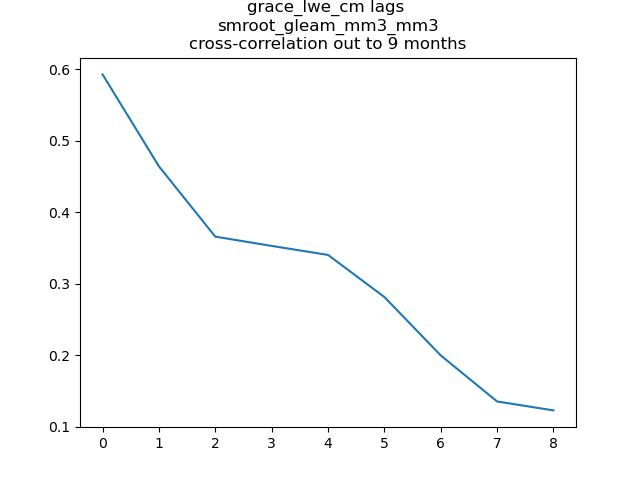 grace_lwe_cm lags
smroot_gleam_mm3_mm3
cross-correlation out to 9 months
0.6
0.5
0.4
0.3
0.2
0.1
0 1 2 3 4 5 6 7 8